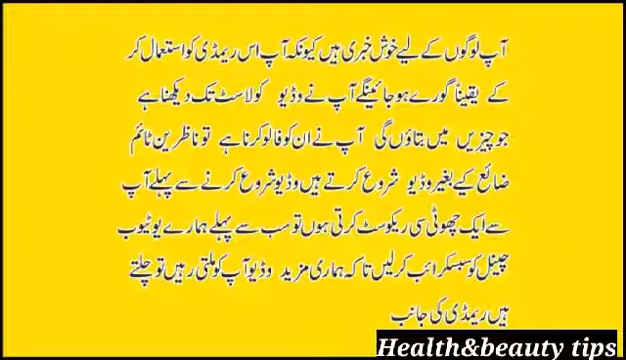 آپ لوگوں کے لیے خوش خبری ہیں کیونکہ آپ اس ریمڈی کو استعمال کر
کے یقیناً گورے ہو جائینگے آپ نے وڈیو کو لاسٹ تک دیکھنا ہے
جو چیزیں میں بتاؤں گی آپ نے ان کو فالو کرنا ہے تو ناظرین ٹائم
ضائع کیے بغیر وڈیو شروع کرتے ہیں وڈیو شروع کرنے سے پہلے آپ
سے ایک چھوٹی سی ریکوسٹ کرتی ہوں تو سب سے پہلے ہمارے یوٹیوب
چینل کو سبسکرائب کر لیں تاکہ ہماری مزید وڈیو آپ کو ملتی رہیں تو چلتے
ہیں ریمڈی کی جانب
Health&beauty tips